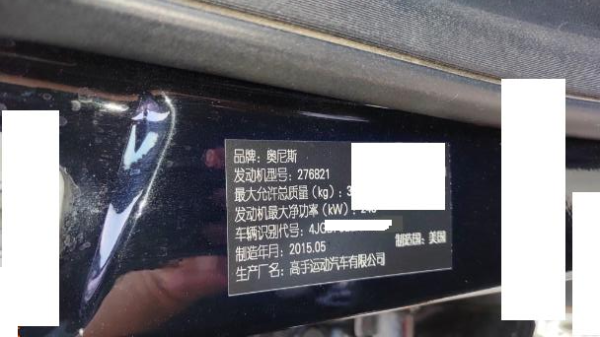 品牌：奥尼斯
发动机型号：276821
最大允许总质量（kg）：3
发动机最大净功率（kW）：
车辆识别代号：4JG
制造国：美国
制造年月：2015.05
生产厂名：高手运动汽车有限公司